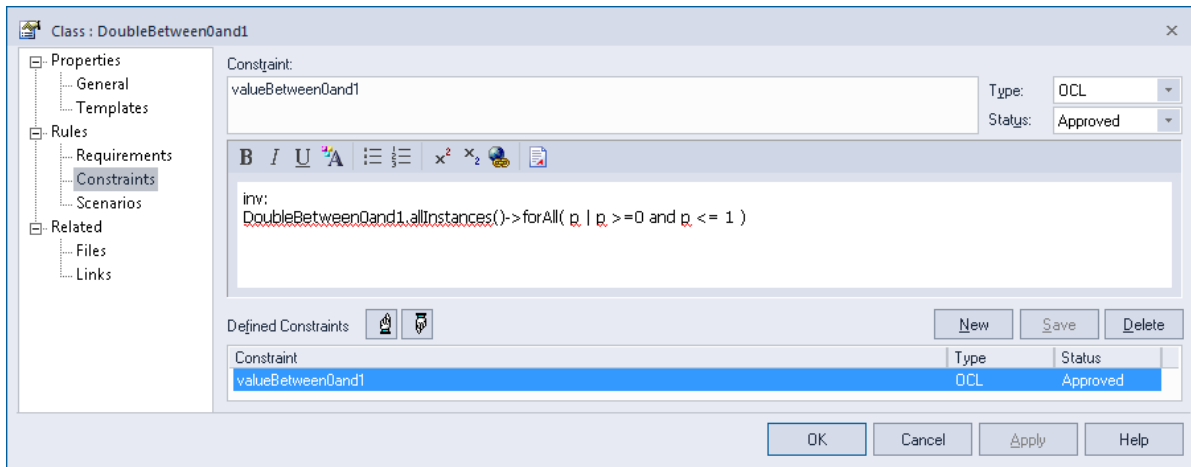 Class : DoubleBetween0and1
Properties
General
Templates
Rules
Requirements
Constraints
Scenarios
Related
Files
Links
Constraint:
valueBetween0and1
Type: OCL
Status: Approved
B I U A x² ×₂
inv:
DoubleBetween0and1.allInstances()->forAll( p | p >=0 and p <= 1 )
Defined Constraints
New Save Delete
Constraint Type Status
valueBetween0and1 OCL Approved
OK Cancel Apply Help